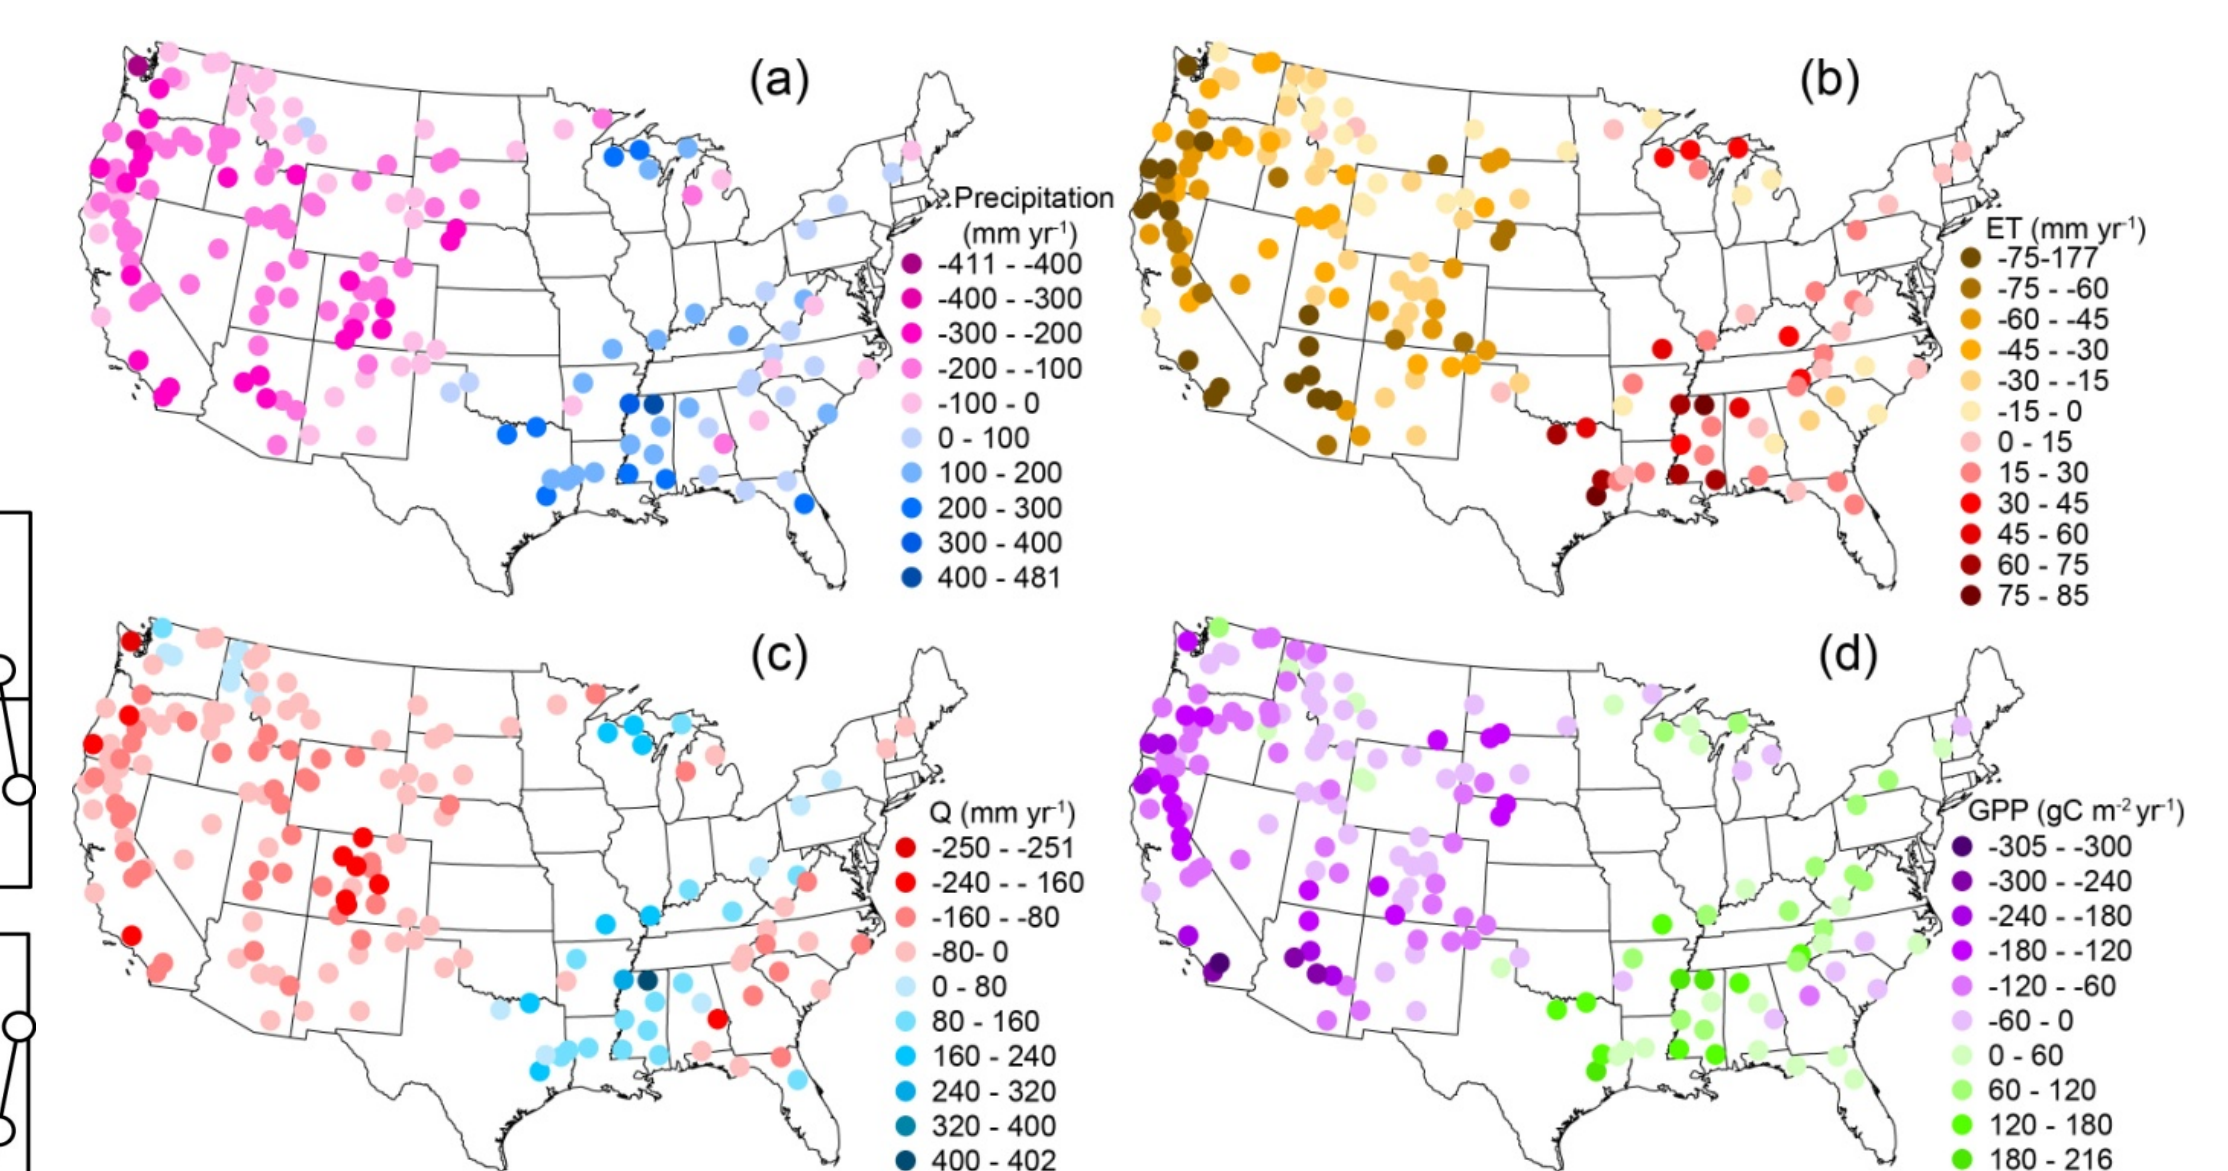 (a)
Precipitation
(mm yr-1)
-411 - -400
-400 - -300
-300 - -200
-200 - -100
-100 - 0
0 - 100
100 - 200
200 - 300
300 - 400
400 - 481
(b)
ET (mm yr-1)
-75-177
-75 - -60
-60 - -45
-45 - -30
-30 - -15
-15 - 0
0 - 15
15 - 30
30 - 45
45 - 60
60 - 75
75 - 85
(c)
Q (mm yr-1)
-250 - -251
-240 - - 160
-160 - -80
-80- 0
0 - 80
80 - 160
160 - 240
240 - 320
320 - 400
400 - 402
(d)
GPP (gC m-2 yr-1)
-305 - -300
-300 - -240
-240 - -180
-180 - -120
-120 - -60
-60 - 0
0 - 60
60 - 120
120 - 180
180 - 216